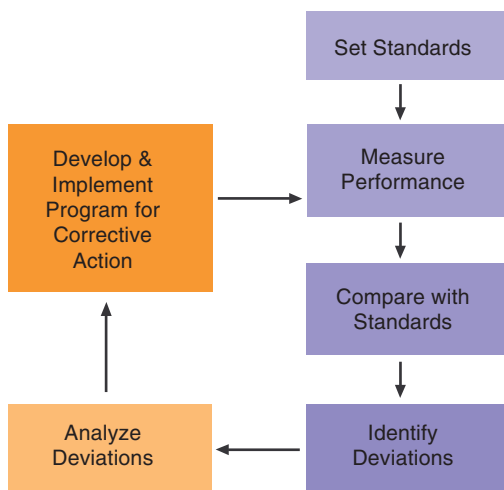 Set Standards
Measure
Performance
Compare with
Standards
Identify
Deviations
Analyze
Deviations
Develop &
Implement
Program for
Corrective
Action